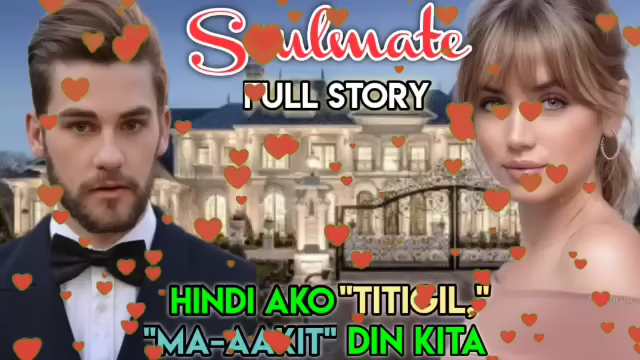 Soulmate
FULL STORY
HINDI AKO "TITIGIL,"
"MA-AAKIT" DIN KITA